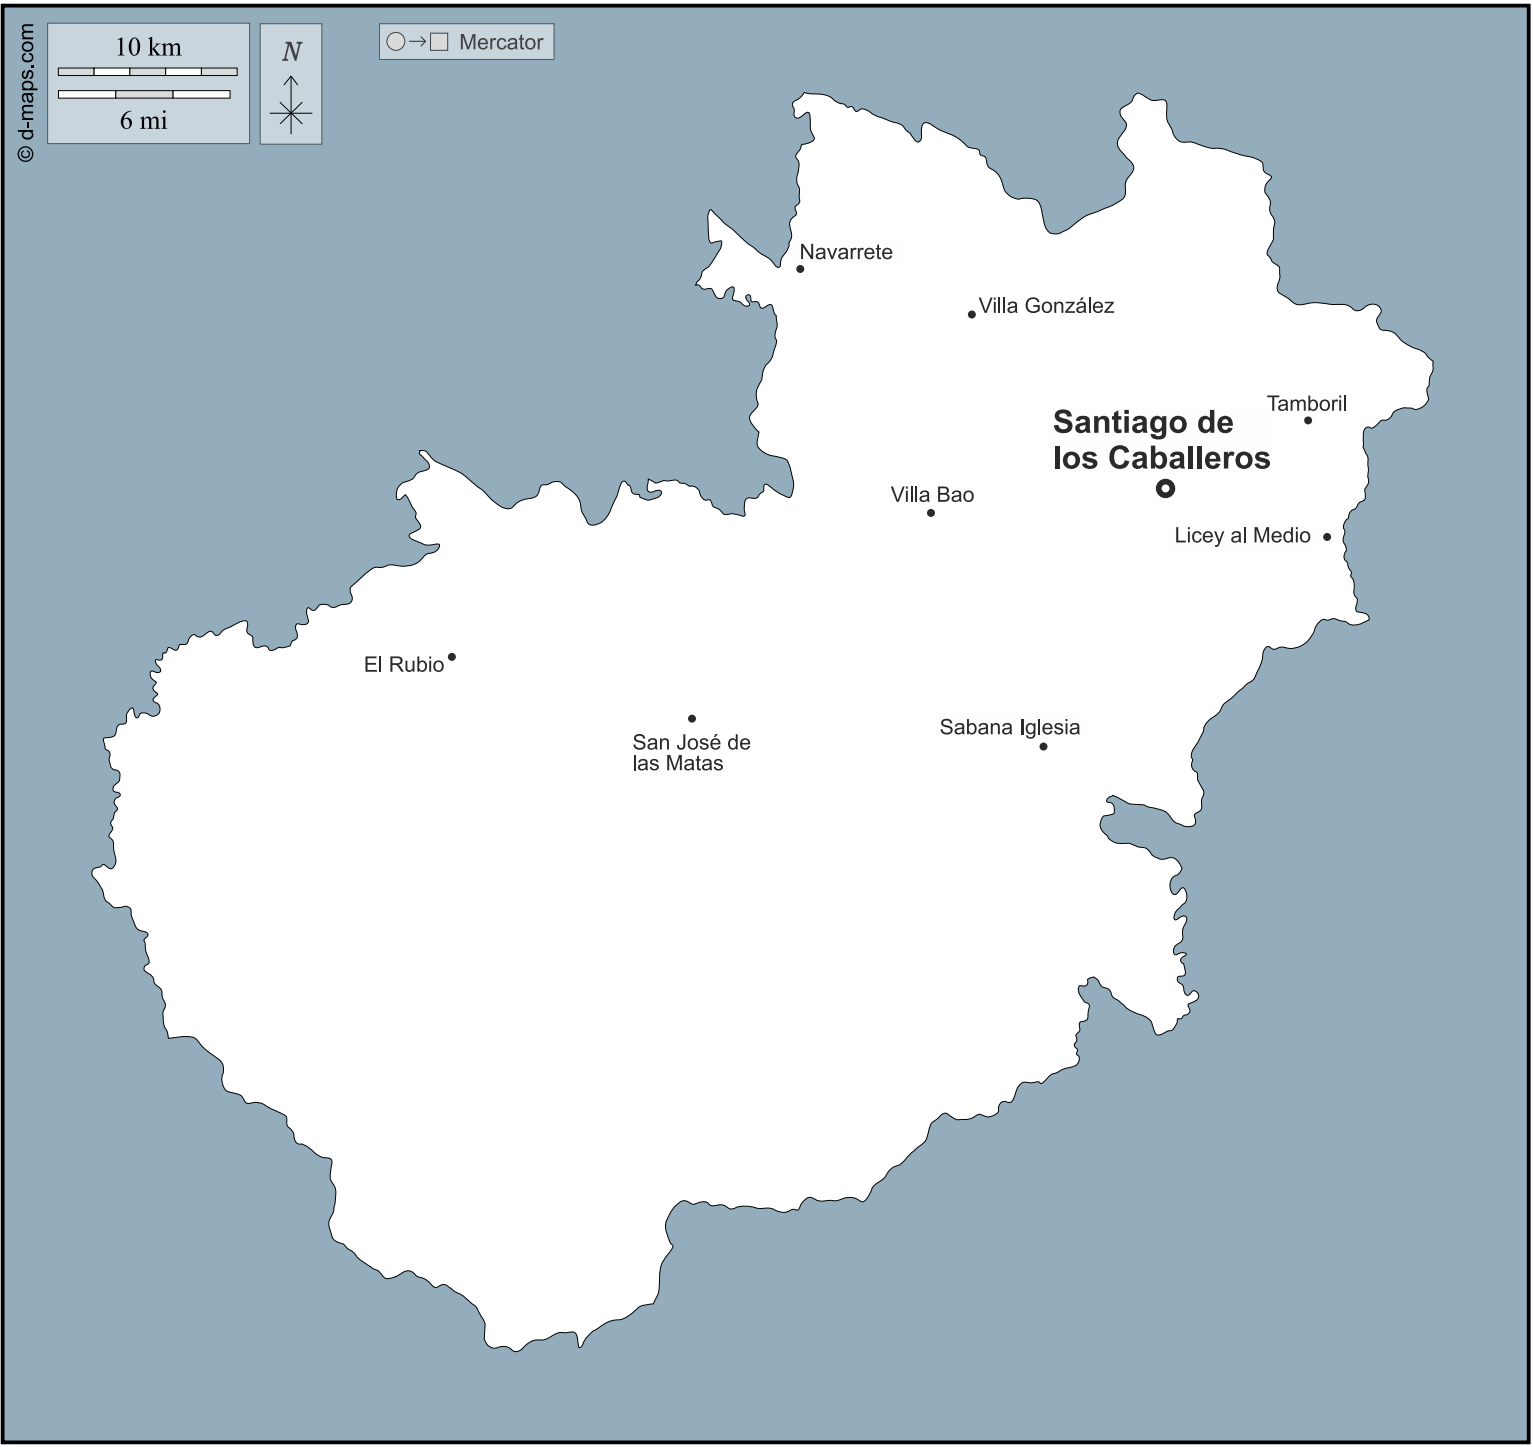 © d-maps.com
10 km
6 mi
N
Mercator
Navarrete
Villa González
Tamboril
Santiago de
los Caballeros
Villa Bao
Licey al Medio
El Rubio
Sabana Iglesia
San José de
las Matas